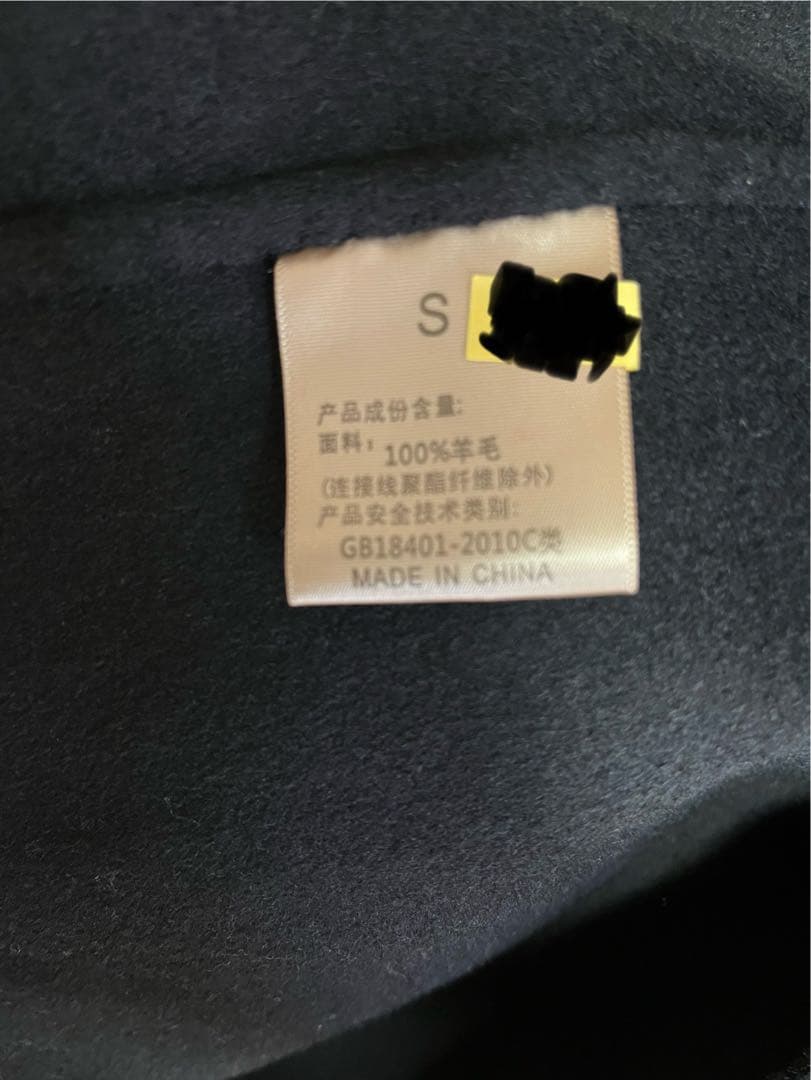 S
产品成份含量:
面料: 100%羊毛
(连接线聚酯纤维除外)
产品安全技术类别:
GB18401-2010C类
MADE IN CHINA